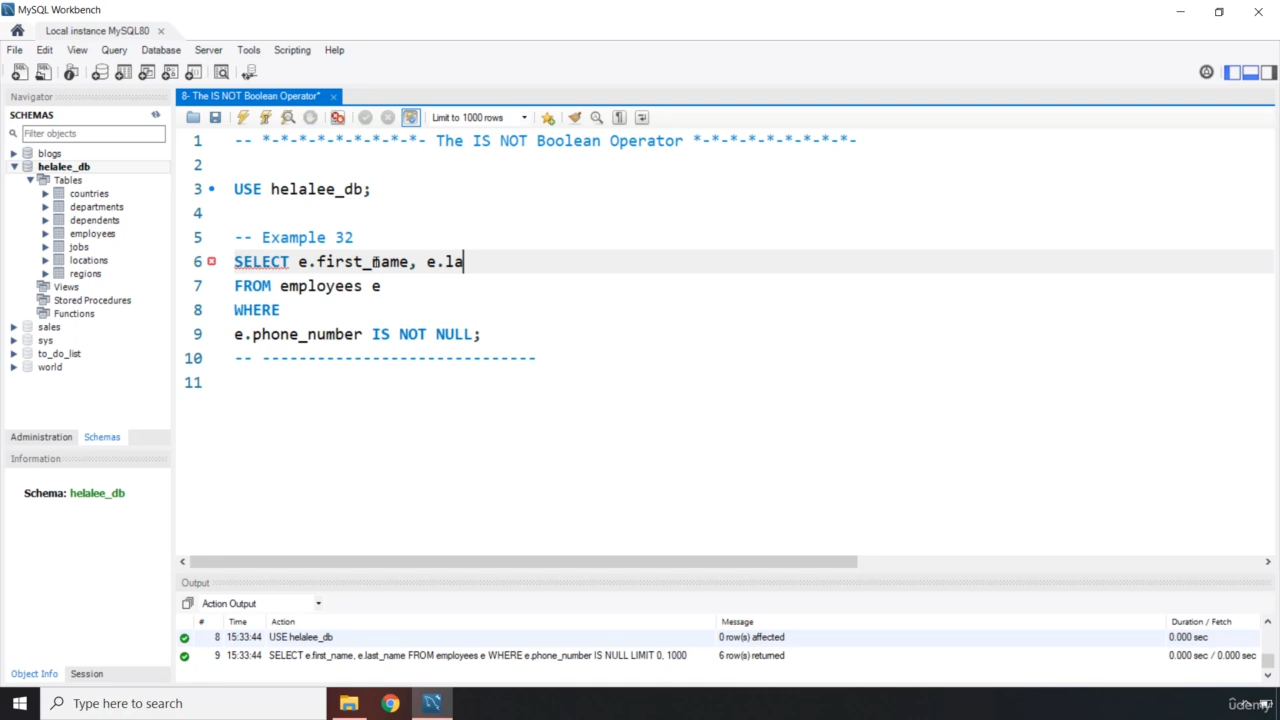 MySQL Workbench
Local instance MySQL80
File Edit View Query Database Server Tools Scripting Help
Navigator
SCHEMAS
Filter objects
blogs
helalee_db
Tables
countries
departments
dependents
employees
jobs
locations
regions
Views
Stored Procedures
Functions
sales
sys
to_do_list
world
Administration Schemas
Information
Schema: helalee_db
Object Info Session
8- The IS NOT Boolean Operator*
Limit to 1000 rows
1 -- *-*-*-*-*-*-*-*-*- The IS NOT Boolean Operator *-*-*-*-*-*-*-*-*-
2
3 USE helalee_db;
4
5 -- Example 32
6 SELECT e.first_name, e.la
7 FROM employees e
8 WHERE
9 e.phone_number IS NOT NULL;
10 -- -----------------------------
11
Output
Action Output
# Time Action Message Duration / Fetch
8 15:33:44 USE helalee_db 0 row(s) affected 0.000 sec
9 15:33:44 SELECT e.first_name, e.last_name FROM employees e WHERE e.phone_number IS NULL LIMIT 0, 1000 6 row(s) returned 0.000 sec / 0.000 sec
Type here to search
udemy